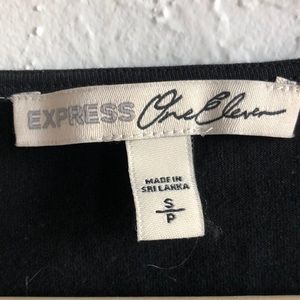 EXPRESS One Eleven
MADE IN
SRI LANKA
S
P